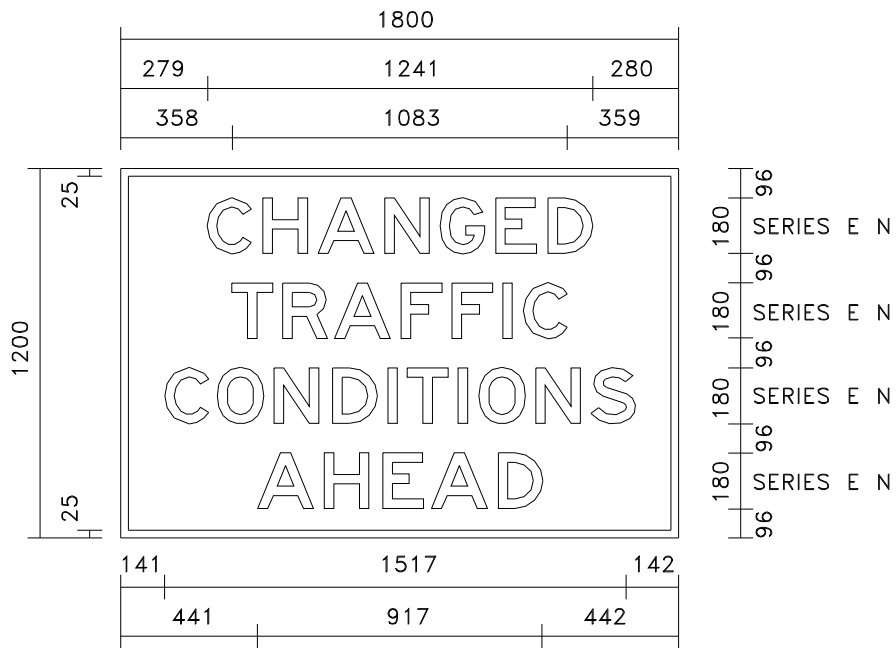 1800
279 1241 280
358 1083 359
25 96
CHANGED 180 SERIES E N
96
TRAFFIC 180 SERIES E N
1200 96
CONDITIONS 180 SERIES E N
96
AHEAD 180 SERIES E N
25 96
141 1517 142
441 917 442